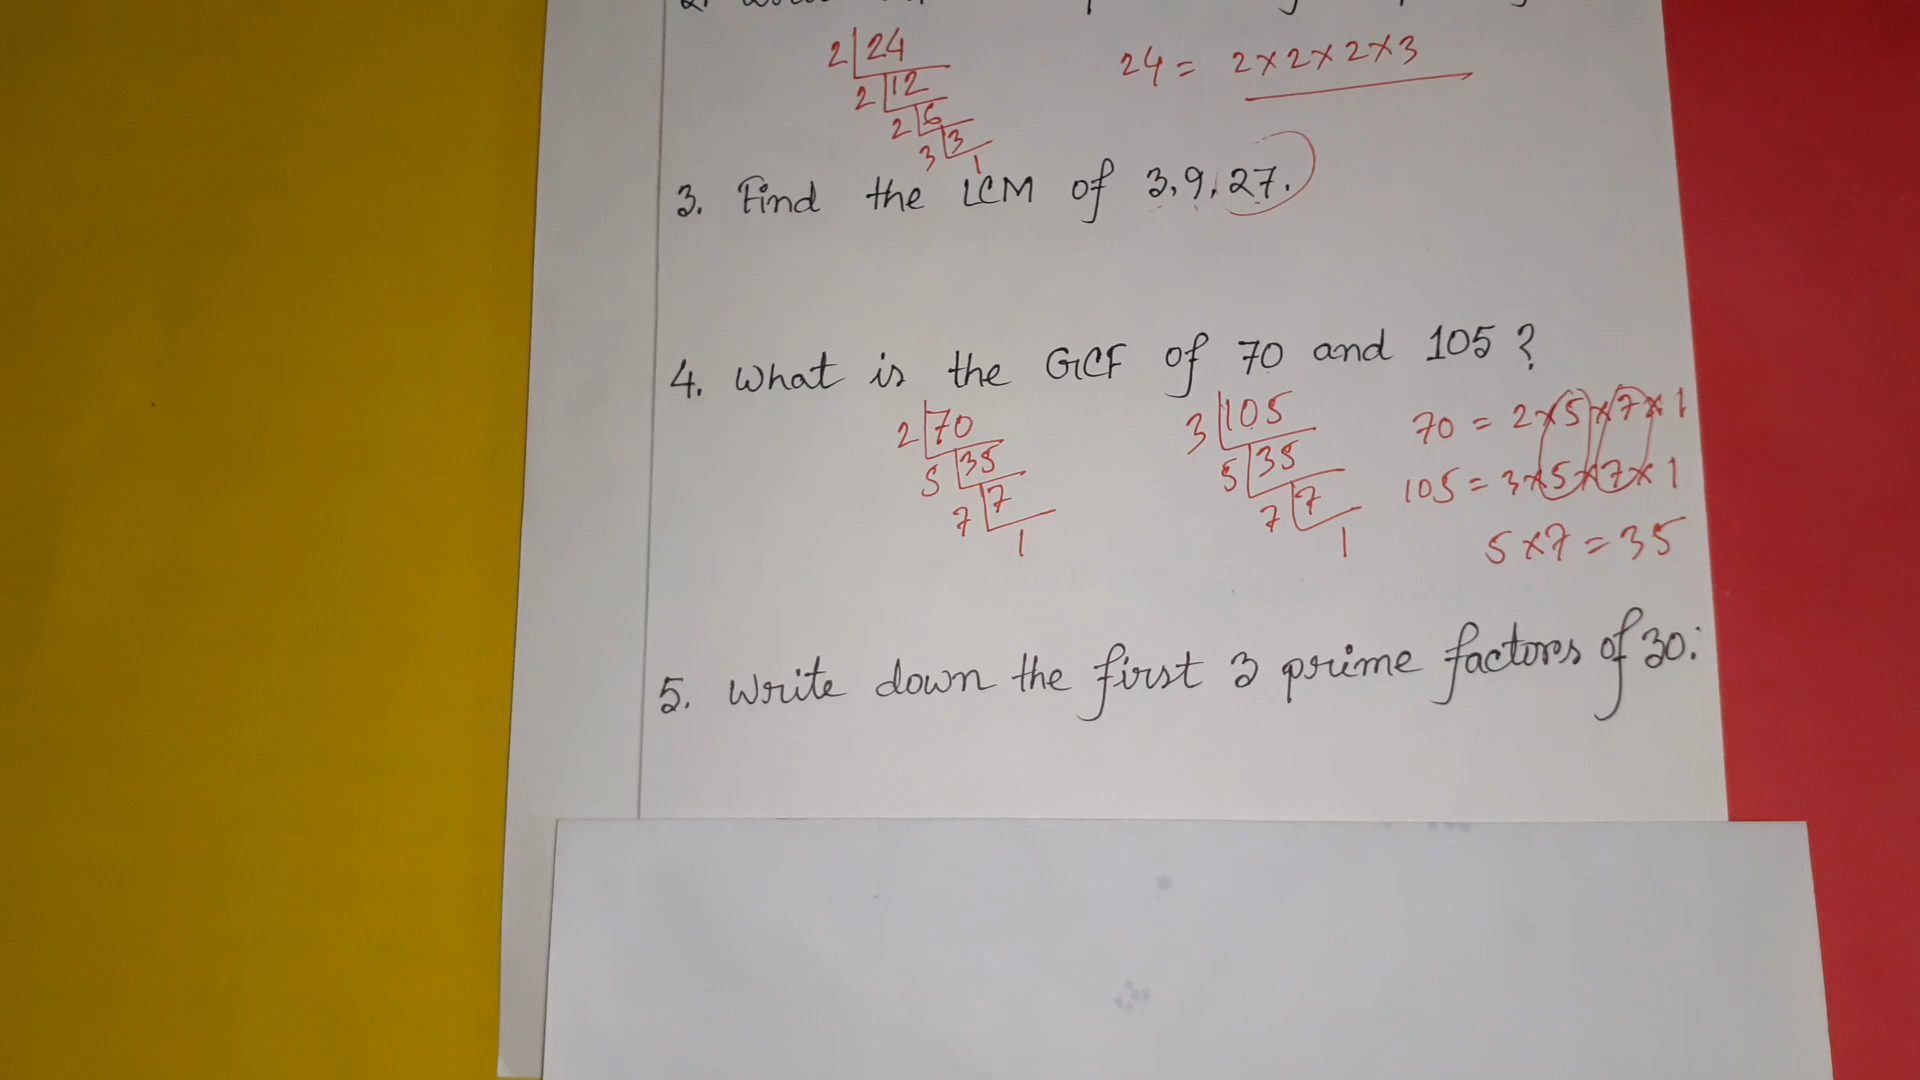 2 24
2 12
2 6
3 3
1
24 = 2×2×2×3
3. Find the LCM of 3,9,27.
4. What is the GCF of 70 and 105?
2 70
5 35
7 7
1
3 105
5 35
7 7
1
70 = 2×5×7×1
105 = 3×5×7×1
5×7=35
5. Write down the first 3 prime factors of 30: